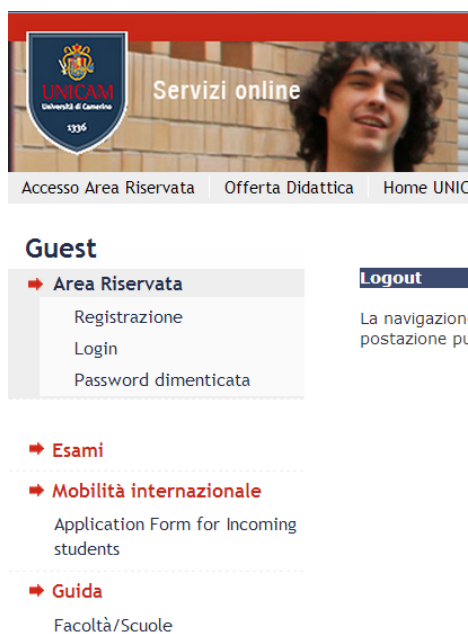 UNICAM
Università di Camerino
1336
Servizi online
Accesso Area Riservata
Offerta Didattica
Home UNIC
Guest
Area Riservata
Registrazione
Login
Password dimenticata
Logout
La navigazione
postazione pu
Esami
Mobilità internazionale
Application Form for Incoming
students
Guida
Facoltà/Scuole